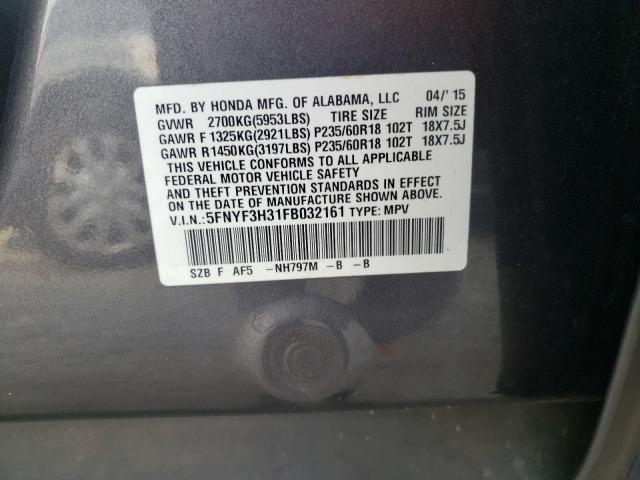 MFD. BY HONDA MFG. OF ALABAMA, LLC 04/'15
GVWR 2700KG(5953LBS) TIRE SIZE RIM SIZE
GAWR F 1325KG(2921LBS) P235/60R18 102T 18X7.5J
GAWR R1450KG(3197LBS) P235/60R18 102T 18X7.5J
THIS VEHICLE CONFORMS TO ALL APPLICABLE
FEDERAL MOTOR VEHICLE SAFETY
AND THEFT PREVENTION STANDARDS IN EFFECT
ON THE DATE OF MANUFACTURE SHOWN ABOVE.
V.I.N.:5FNYF3H31FB032161 TYPE: MPV
SZB F AF5 -NH797M -B -B